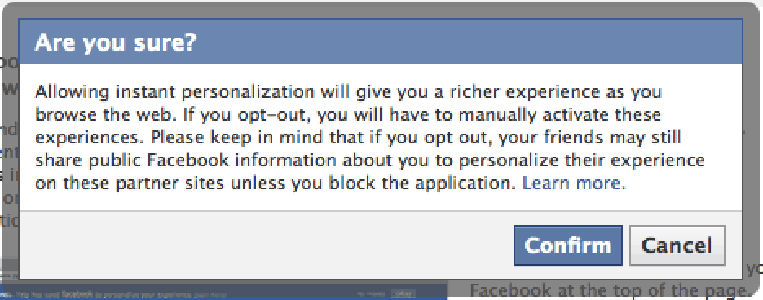 Are you sure?
Allowing instant personalization will give you a richer experience as you
browse the web. If you opt-out, you will have to manually activate these
experiences. Please keep in mind that if you opt out, your friends may still
share public Facebook information about you to personalize their experience
on these partner sites unless you block the application. Learn more.
Confirm Cancel
Facebook at the top of the page.